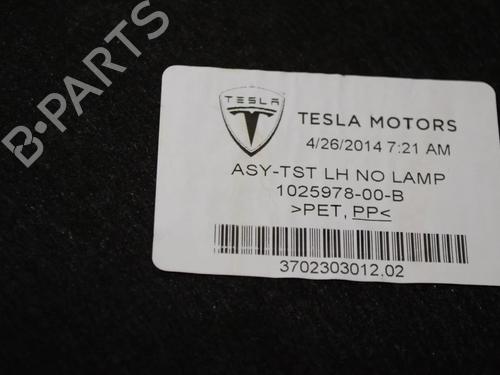 B-PARTS
TESLA
TESLA MOTORS
4/26/2014 7:21 AM
ASY-TST LH NO LAMP
1025978-00-B
>PET, PP<
3702303012.02